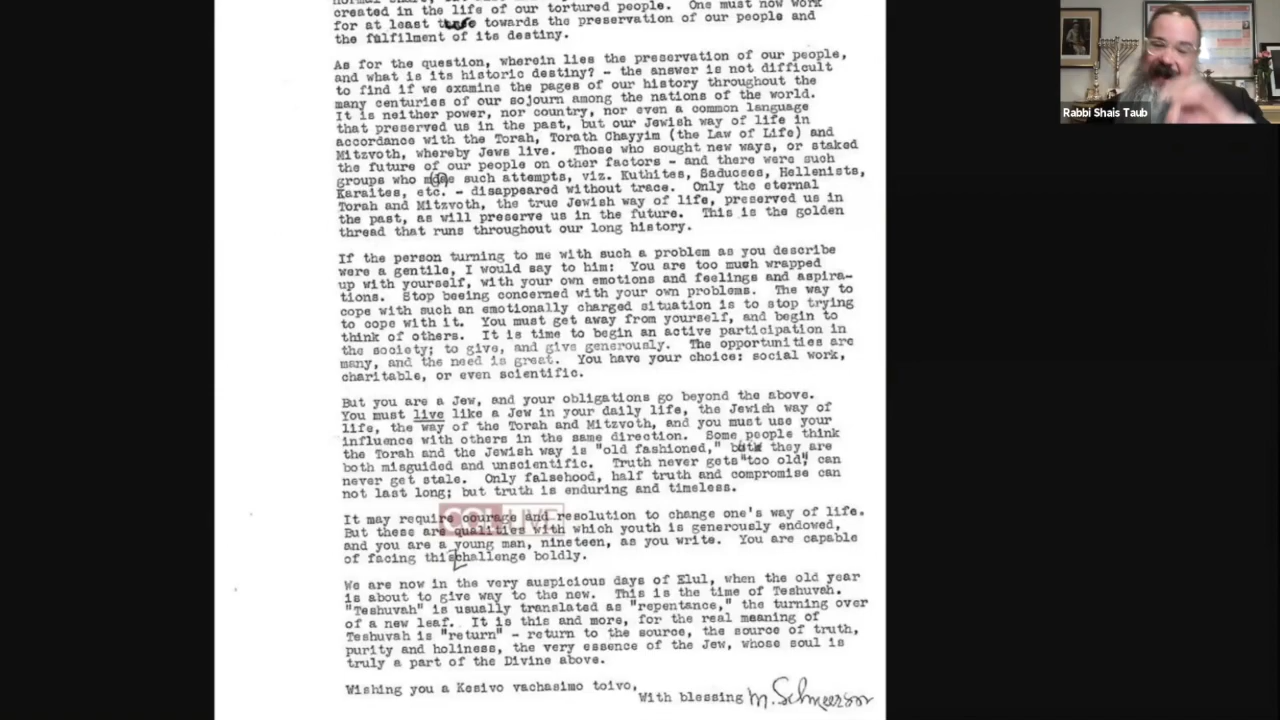 created in the life of our tortured people. One must now work
for at least towards the preservation of our people and
the fulfilment of its destiny.
As for the question, wherein lies the preservation of our people,
and what is its historic destiny? - the answer is not difficult
to find if we examine the pages of our history throughout the
many centuries of our sojourn among the nations of the world.
It is neither power, nor country, nor even a common language
that preserved us in the past, but our Jewish way of life in
accordance with the Torah, Torath Chayyim (the Law of Life) and
Mitzvoth, whereby Jews live. Those who sought new ways, or staked
the future of our people on other factors - and there were such
groups who made such attempts, viz. Kuthites, Saducees, Hellenists,
Karaites, etc. - disappeared without trace. Only the eternal
Torah and Mitzvoth, the true Jewish way of life, preserved us in
the past, as will preserve us in the future. This is the golden
thread that runs throughout our long history.
If the person turning to me with such a problem as you describe
were a gentile, I would say to him: You are too much wrapped
up with yourself, with your own emotions and feelings and aspira-
tions. Stop beeing concerned with your own problems. The way to
cope with such an emotionally charged situation is to stop trying
to cope with it. You must get away from yourself, and begin to
think of others. It is time to begin an active participation in
the society; to give, and give generously. The opportunities are
many, and the need is great. You have your choice: social work,
charitable, or even scientific.
But you are a Jew, and your obligations go beyond the above.
You must live like a Jew in your daily life, the Jewish way of
life, the way of the Torah and Mitzvoth, and you must use your
influence with others in the same direction. Some people think
the Torah and the Jewish way is "old fashioned," but they are
both misguided and unscientific. Truth never gets "too old", can
never get stale. Only falsehood, half truth and compromise can
not last long; but truth is enduring and timeless.
It may require courage and resolution to change one's way of life.
But these are qualities with which youth is generously endowed,
and you are a young man, nineteen, as you write. You are capable
of facing this challenge boldly.
We are now in the very auspicious days of Elul, when the old year
is about to give way to the new. This is the time of Teshuvah.
"Teshuvah" is usually translated as "repentance," the turning over
of a new leaf. It is this and more, for the real meaning of
Teshuvah is "return" - return to the source, the source of truth,
purity and holiness, the very essence of the Jew, whose soul is
truly a part of the Divine above.
Wishing you a Kesivo vachasimo toivo,
With blessing M. Schneerson
Rabbi Shais Taub
COLLIVE